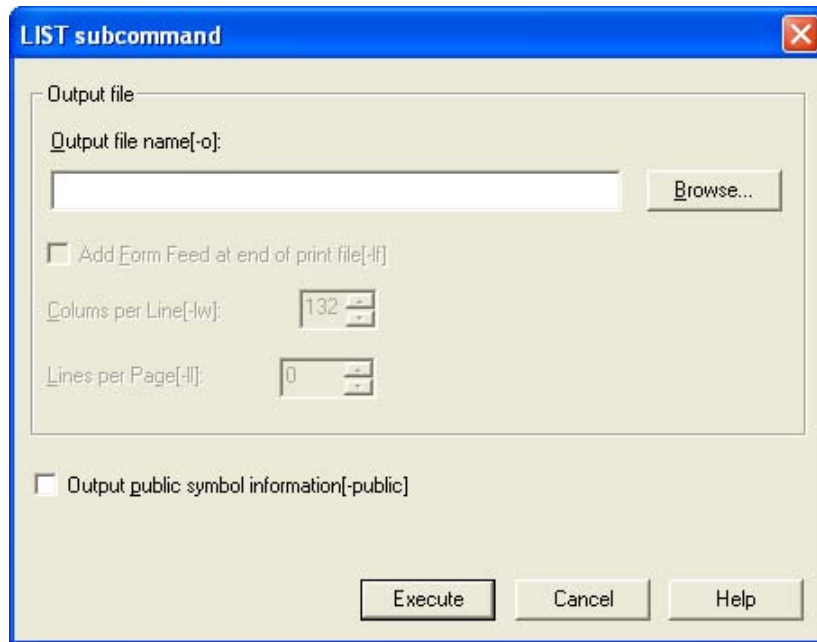 LIST subcommand
Output file
Output file name[-o]:
Browse...
Add Form Feed at end of print file[-lf]
Colums per Line[-lw]:
132
Lines per Page[-ll]:
0
Output public symbol information[-public]
Execute
Cancel
Help